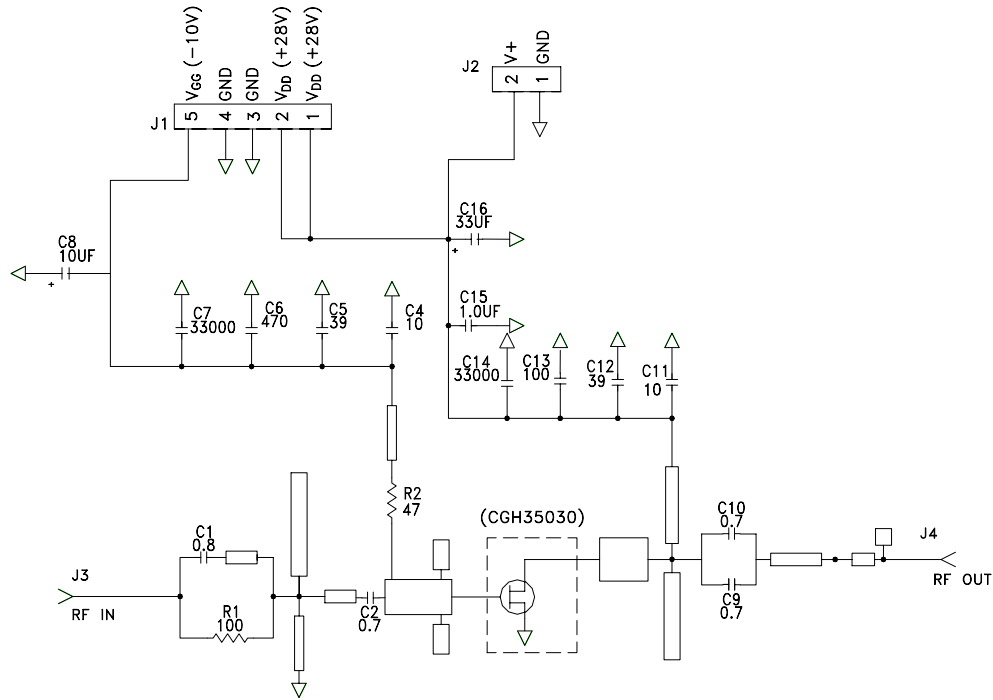 VGG (-10V)
GND
GND
VDD (+28V)
VDD (+28V)
J1
5
4
3
2
1
J2
V+
GND
2
1
C16
33UF
+
C8
10UF
+
C7
33000
C6
470
C5
39
C4
10
C15
1.0UF
C14
33000
C13
100
C12
39
C11
10
R2
47
(CGH35030)
C10
0.7
J4
RF OUT
C1
0.8
J3
RF IN
R1
100
C2
0.7
C9
0.7